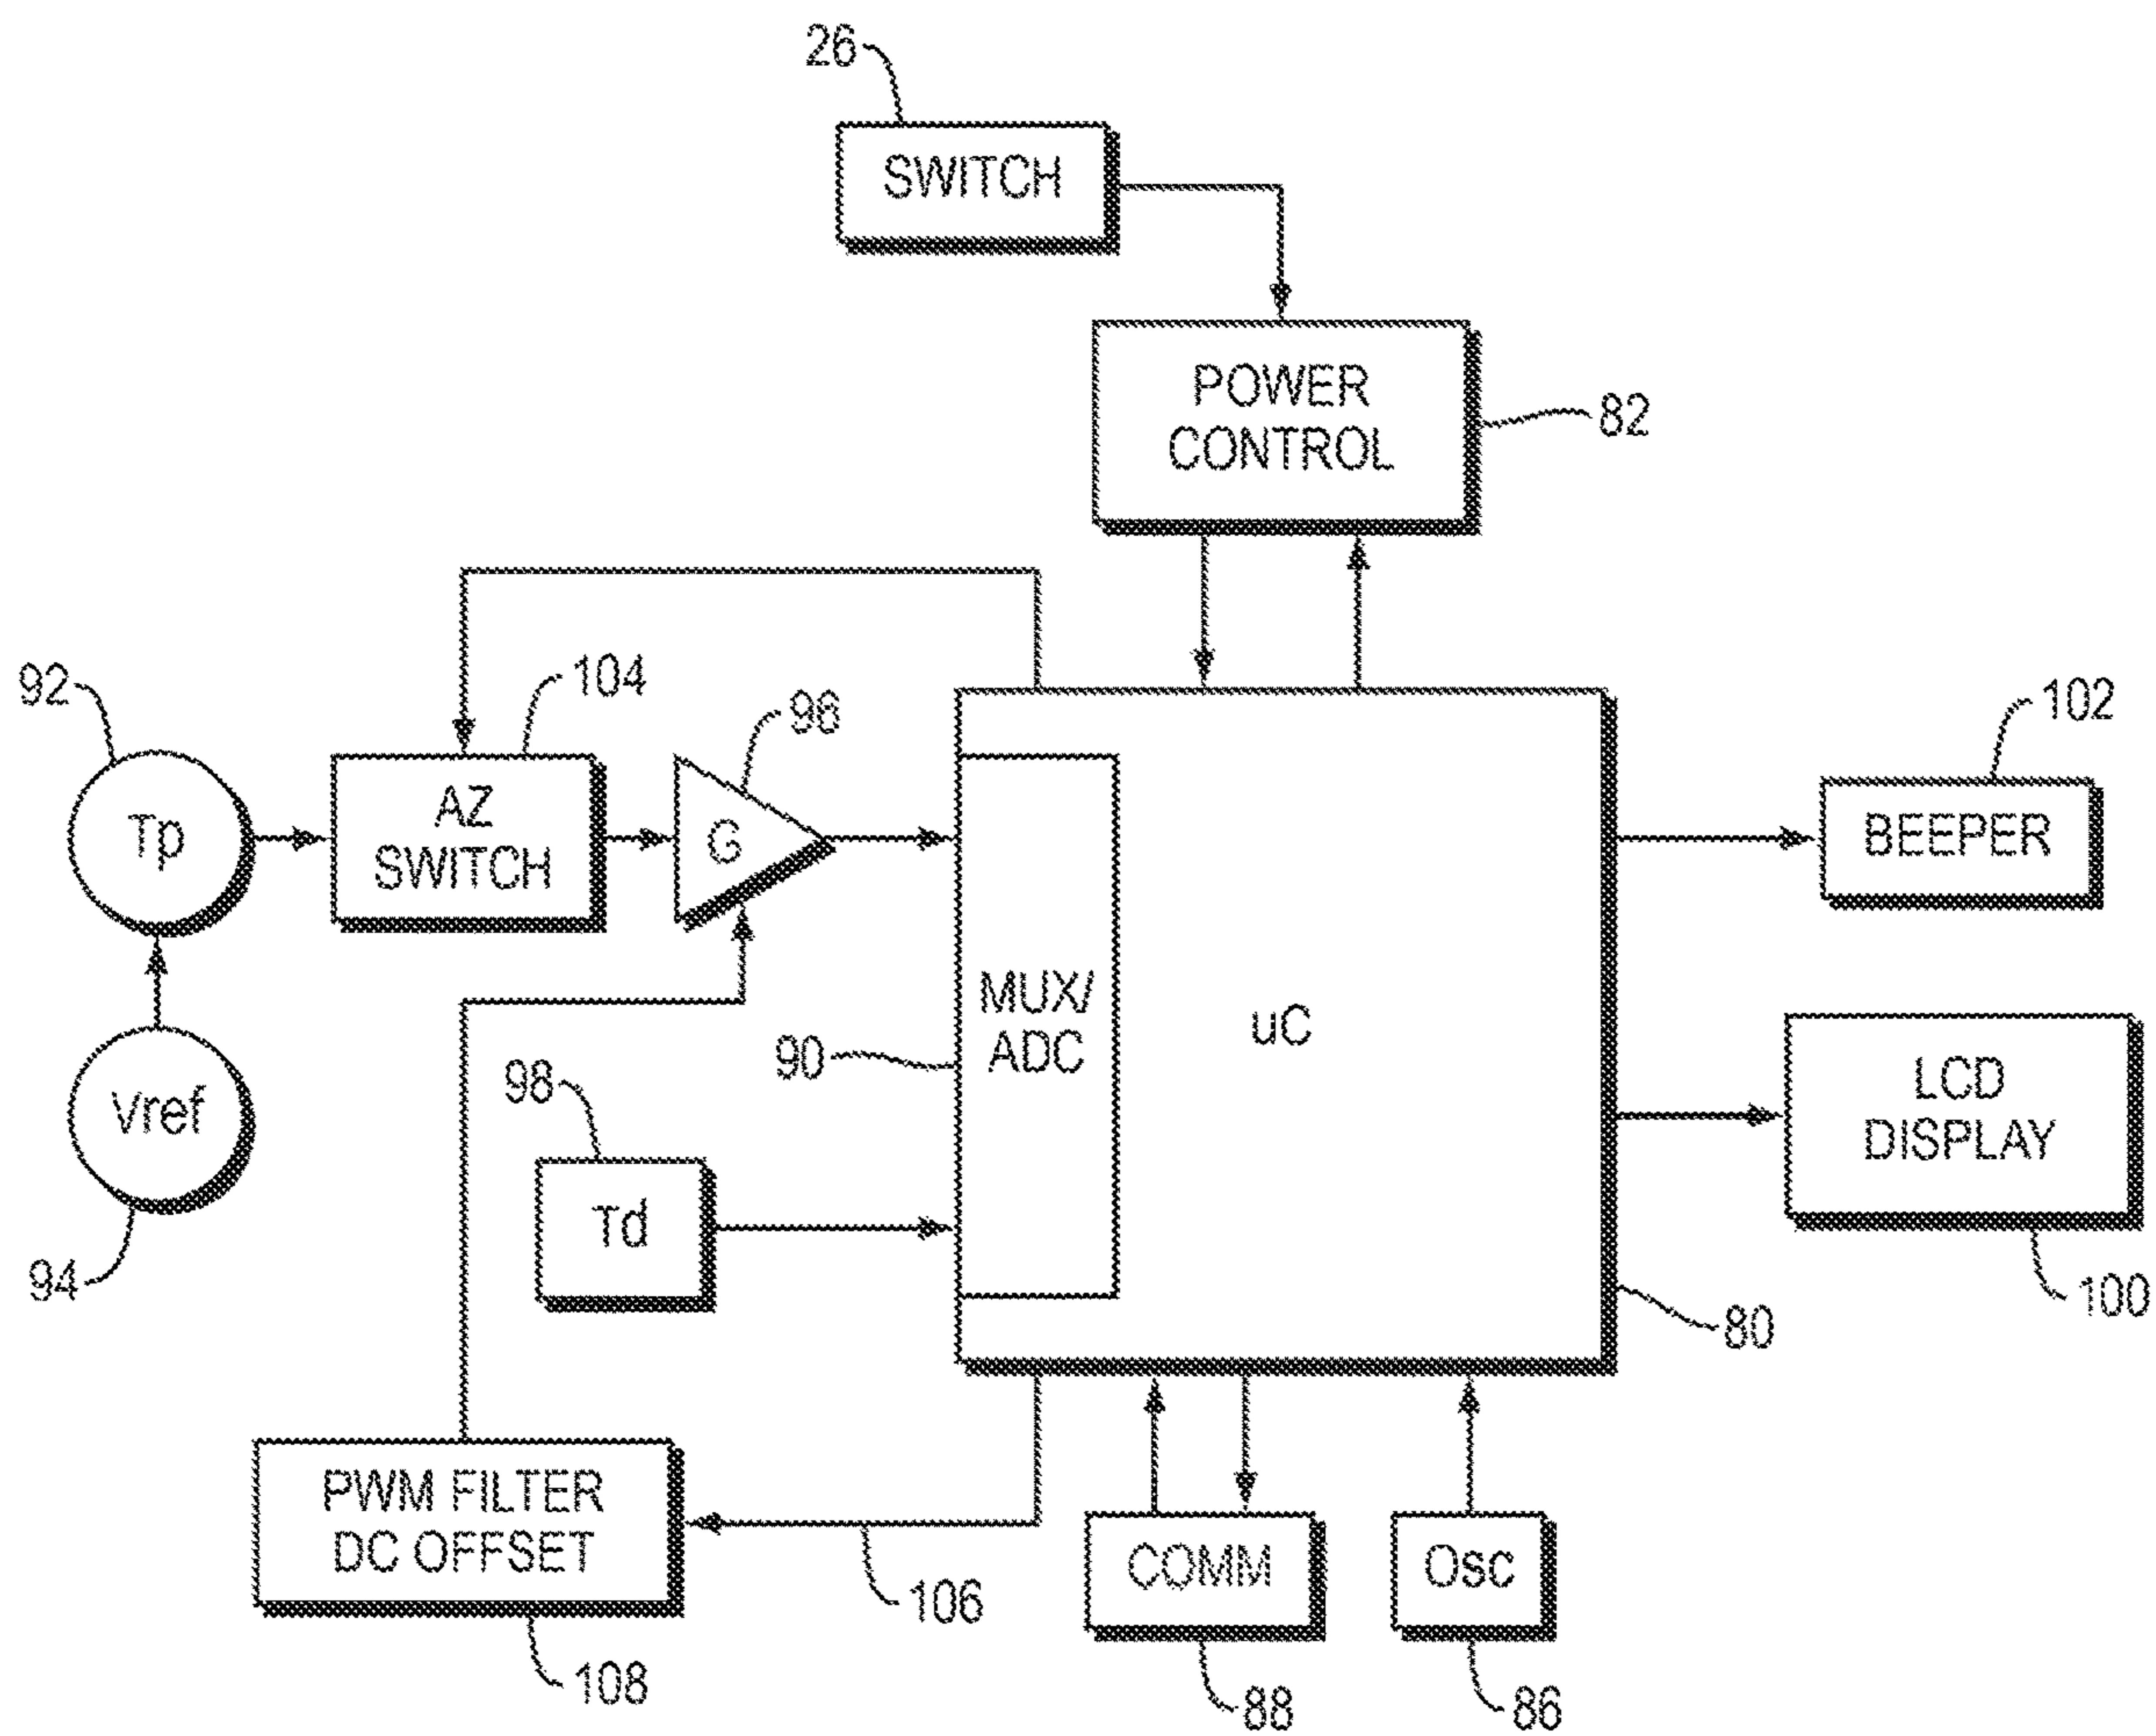 26
SWITCH
POWER
CONTROL
82
92
104
96
102
Tp
AZ
SWITCH
G
BEEPER
MUX/
ADC
uC
90
98
Vref
LCD
DISPLAY
Td
94
100
80
PWM FILTER
DC OFFSET
COMM
Osc
106
108
88
86